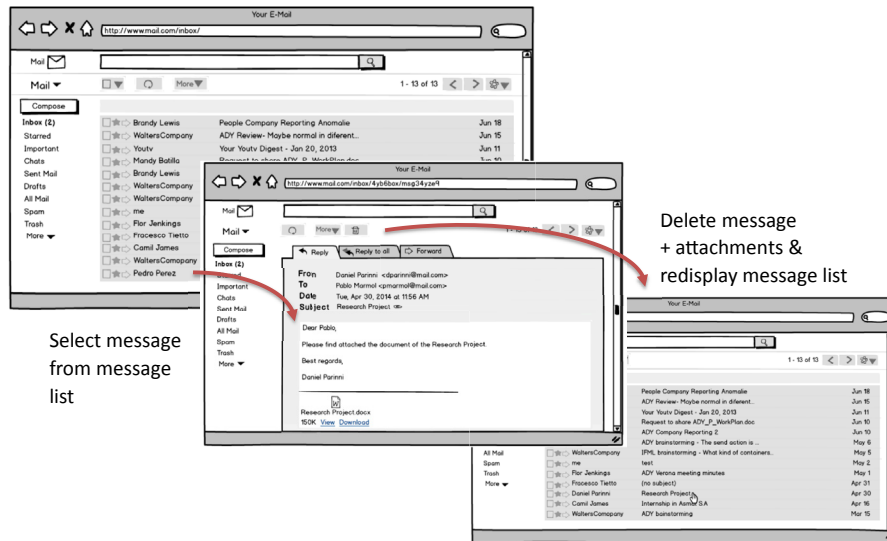 Your E-Mail
http://www.mail.com/inbox/
Mail
Mail More 1 - 13 of 13
Compose
Inbox (2) Brandy Lewis People Company Reporting Anomalie Jun 18
Starred WaltersCompany ADY Review- Maybe normal in diferent... Jun 15
Important Youtv Your Youtv Digest - Jan 20, 2013 Jun 11
Chats Mandy Batilla Request to share ADY_P_WorkPlan.doc Jun 10
Sent Mail Brandy Lewis
Drafts WaltersCompany
All Mail WaltersCompany
Spam me
Trash Flor Jenkings
More Fracesco Tietto
Camil James
WaltersComopany
Pedro Perez
Select message
from message
list
Your E-Mail
http://www.mail.com/inbox/4yb6box/msg34yze9
Mail
Mail More
Compose
Inbox (2)
Important
Chats
Sent Mail
Drafts
All Mail
Spam
Trash
More
Reply Reply to all Forward
From Daniel Parinni <dparinni@mail.com>
To Pablo Marmol <pmarmol@mail.com>
Date Tue, Apr 30, 2014 at 11:56 AM
Subject Research Project
Dear Pablo,
Please find attached the document of the Research Project.
Best regards,
Daniel Parinni
Research Project.docx
150K View Download
Delete message
+ attachments &
redisplay message list
Your E-Mail
1 - 13 of 13
People Company Reporting Anomalie Jun 18
ADY Review- Maybe normal in diferent.. Jun 15
Your Youtv Digest - Jan 20, 2013 Jun 11
Request to share ADY_P_WorkPlan.doc Jun 10
ADY Company Reporting 2 Jun 10
ADY brainstorming - The send action is .. May 6
All Mail WaltersCompany IFML brainstorming - What kind of containers.. May 5
Spam me test May 2
Trash Flor Jenkings ADY Verona meeting minutes May 1
More Fracesco Tietto (no subject) Apr 31
Daniel Parinni Research Project Apr 30
Camil James Internship in S.A Apr 16
WaltersComopany ADY bainstorming Mar 15